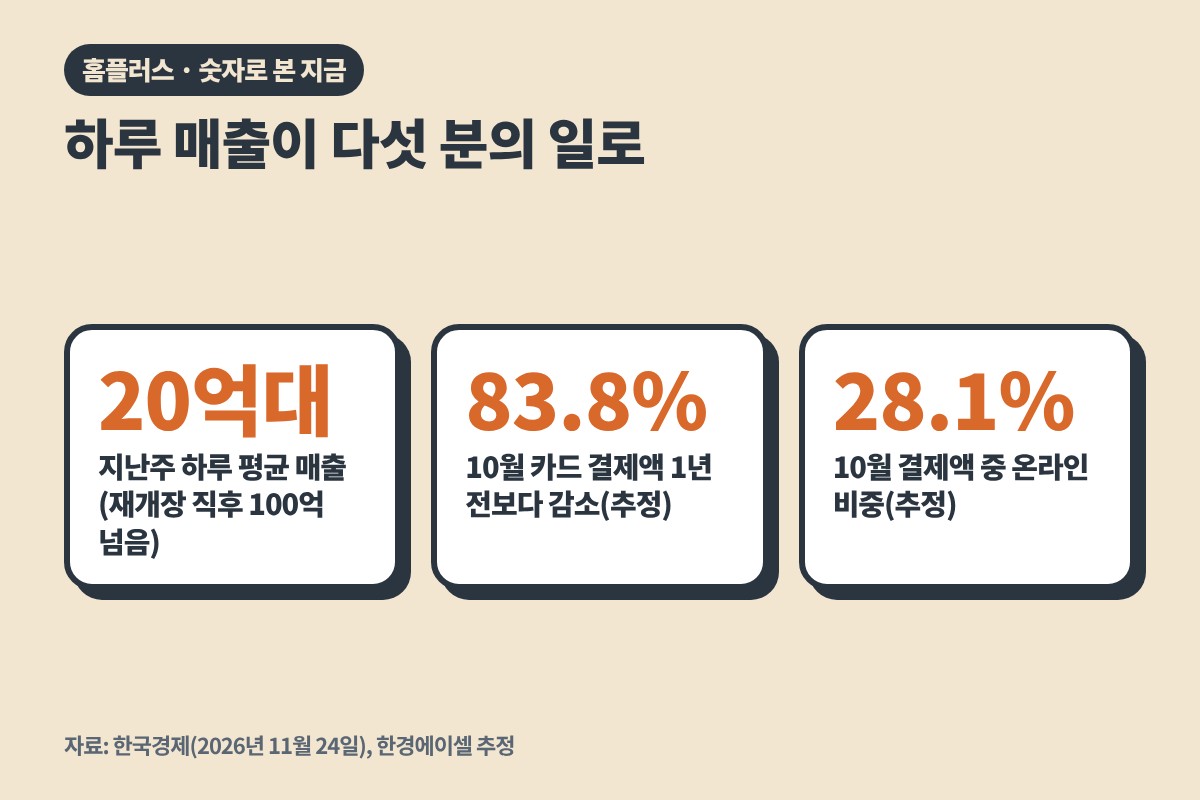 홈플러스 · 숫자로 본 지금
하루 매출이 다섯 분의 일로
20억대
지난주 하루 평균 매출
(재개장 직후 100억
넘음)
83.8%
10월 카드 결제액 1년
전보다 감소(추정)
28.1%
10월 결제액 중 온라인
비중(추정)
자료: 한국경제(2026년 11월 24일), 한경에이셀 추정